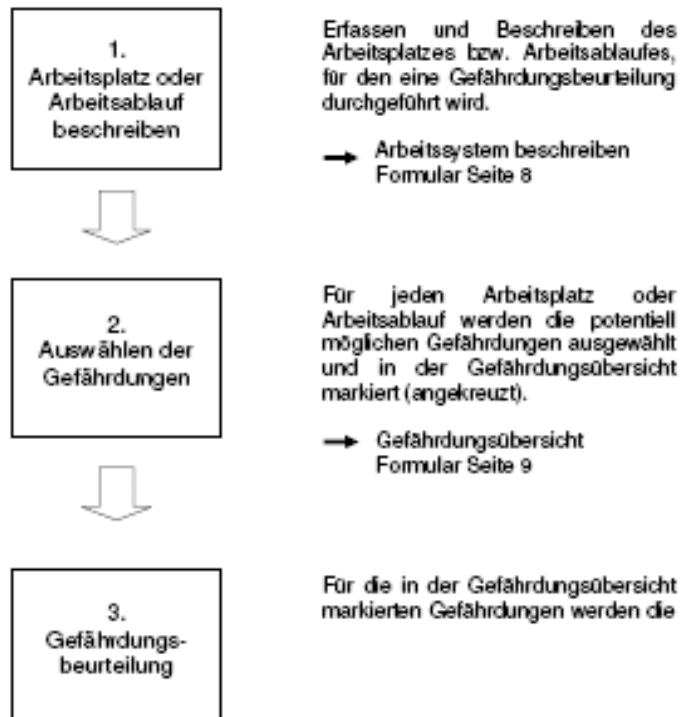 1.
Arbeitsplatz oder
Arbeitsablauf
beschreiben
Erfassen und Beschreiben des
Arbeitsplatzes bzw. Arbeitsablaufes,
für den eine Gefährdungsbeurteilung
durchgeführt wird.
→ Arbeitssystem beschreiben
Formular Seite 8
2.
Auswählen der
Gefährdungen
Für jeden Arbeitsplatz oder
Arbeitsablauf werden die potentiell
möglichen Gefährdungen ausgewählt
und in der Gefährdungsübersicht
markiert (angekreuzt).
→ Gefährdungsübersicht
Formular Seite 9
3.
Gefährdungs-
beurteilung
Für die in der Gefährdungsübersicht
markierten Gefährdungen werden die